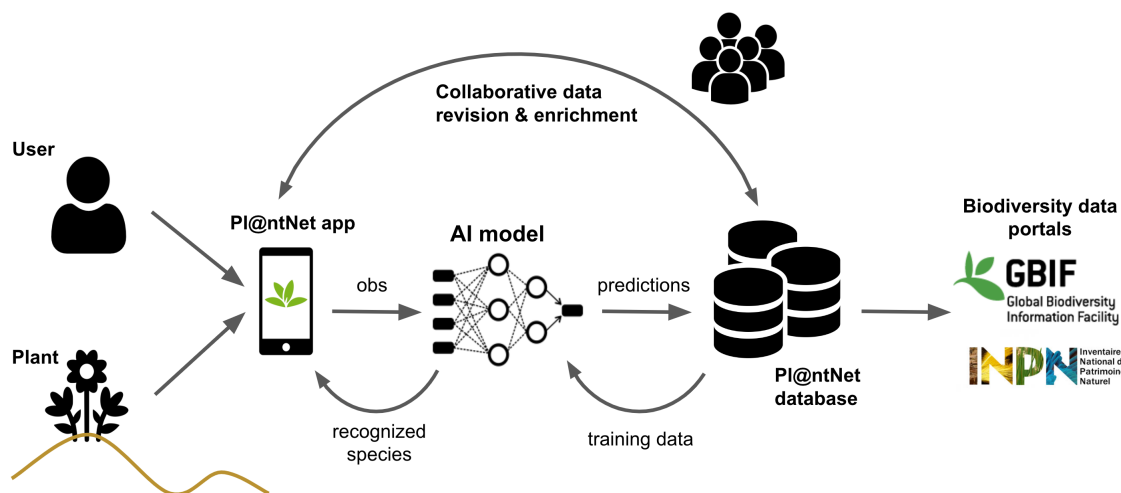 Collaborative data
revision & enrichment
User
Pl@ntNet app
AI model
Biodiversity data
portals
obs
predictions
GBIF
Global Biodiversity
Information Facility
Plant
INPN
Inventaire
National d
Patrimoin
Naturel
Pl@ntNet
database
recognized
species
training data